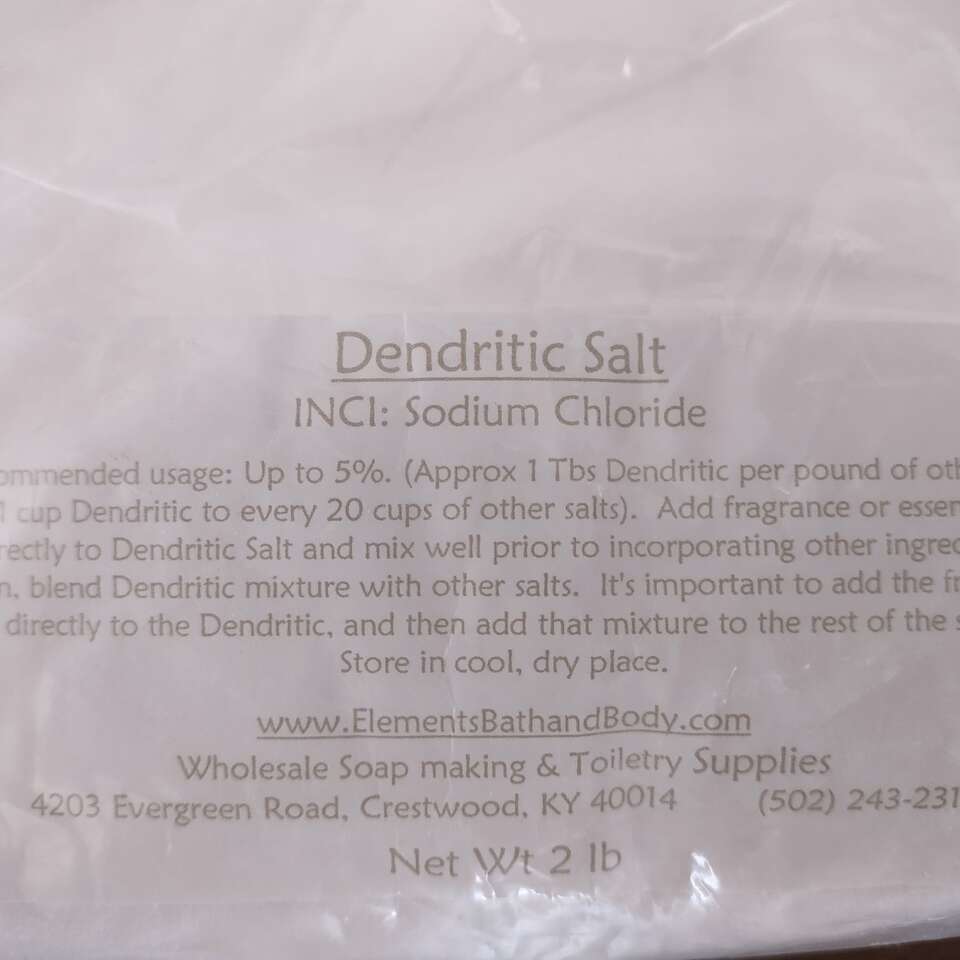 Dendritic Salt
INCI: Sodium Chloride
ommended usage: Up to 5%. (Approx 1 Tbs Dendritic per pound of oth
1 cup Dendritic to every 20 cups of other salts). Add fragrance or essen
rectly to Dendritic Salt and mix well prior to incorporating other ingred
n, blend Dendritic mixture with other salts. It's important to add the fr
directly to the Dendritic, and then add that mixture to the rest of the s
Store in cool, dry place.
www.ElementsBathandBody.com
Wholesale Soap making & Toiletry Supplies
4203 Evergreen Road, Crestwood, KY 40014 (502) 243-231
Net Wt 2 lb